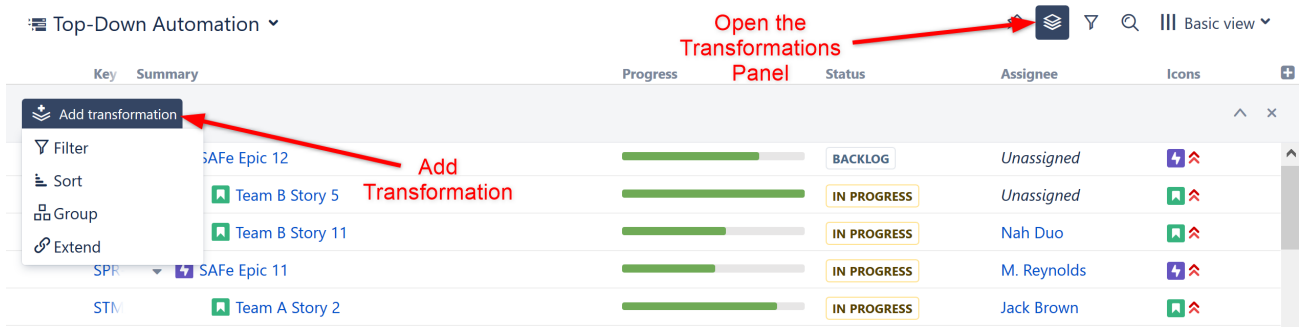 Top-Down Automation
Open the
Transformations
Panel
Basic view
Key Summary Progress Status Assignee Icons
Add transformation
Filter
Sort
Group
Extend
Add
Transformation
SAFe Epic 12 BACKLOG Unassigned
Team B Story 5 IN PROGRESS Unassigned
Team B Story 11 IN PROGRESS Nah Duo
SPR SAFe Epic 11 IN PROGRESS M. Reynolds
STM Team A Story 2 IN PROGRESS Jack Brown